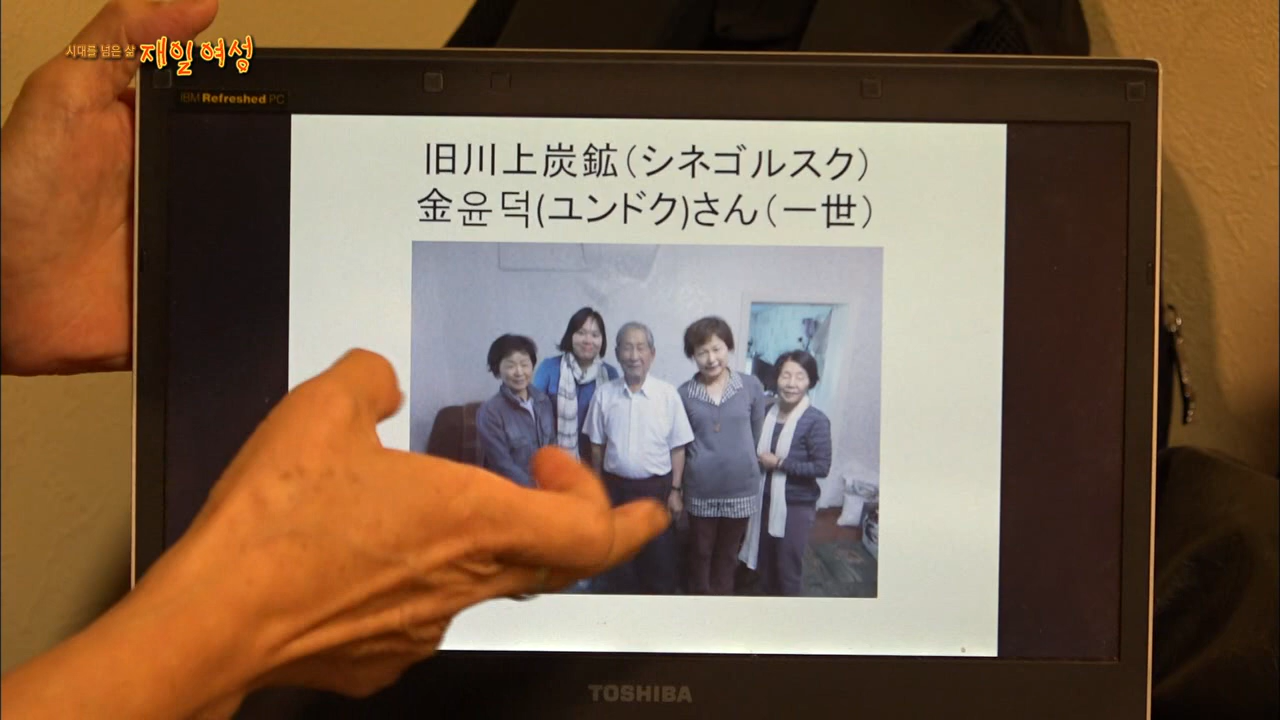 시대를 넘은 삶 재일여성
IBM Refreshed PC
旧川上炭鉱(シネゴルスク)
金윤덕(ユンドク)さん(一世)
TOSHIBA